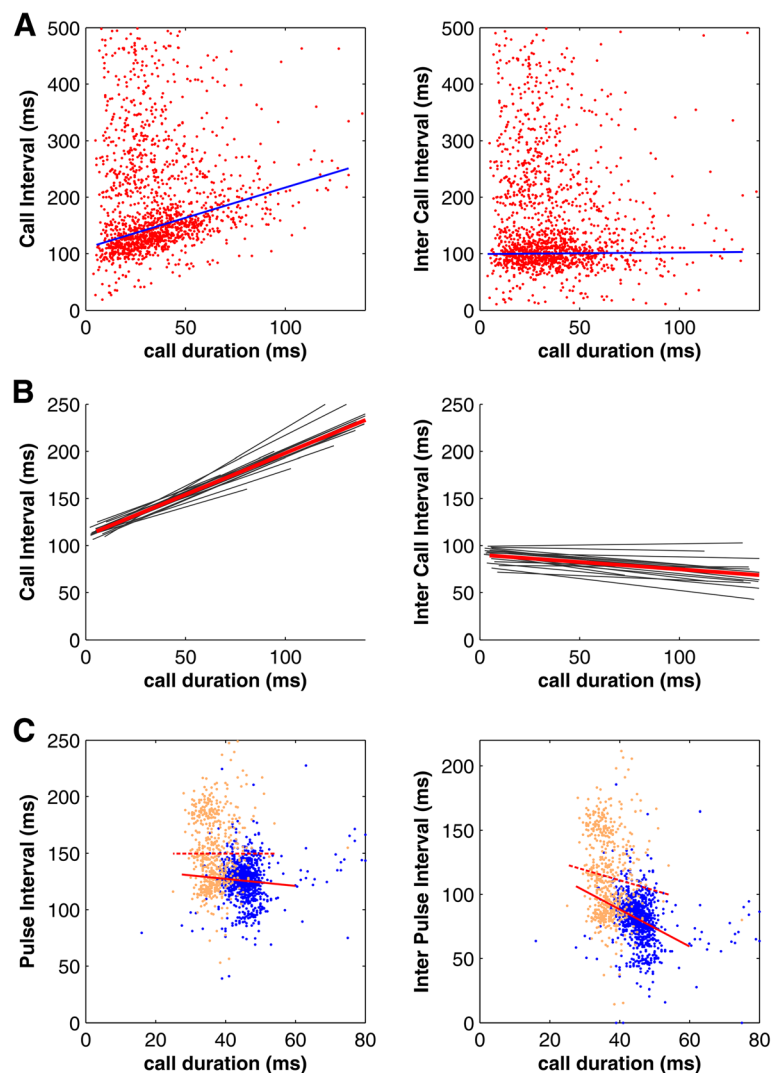 A
Call Interval (ms)
500
400
300
200
100
0
0 50 100
call duration (ms)
Inter Call Interval (ms)
500
400
300
200
100
0
0 50 100
call duration (ms)
B
Call Interval (ms)
250
200
150
100
50
0
0 50 100
call duration (ms)
Inter Call Interval (ms)
250
200
150
100
50
0
0 50 100
call duration (ms)
C
Pulse Interval (ms)
250
200
150
100
50
0
0 20 40 60 80
call duration (ms)
Inter Pulse Interval (ms)
200
150
100
50
0
0 20 40 60 80
call duration (ms)